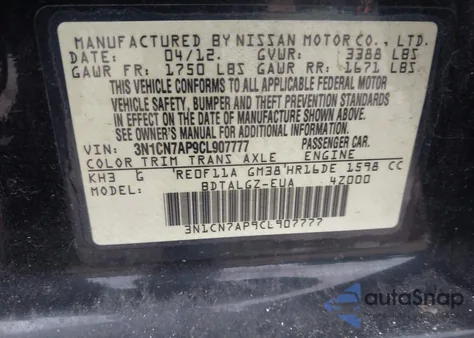 MANUFACTURED BY NISSAN MOTOR CO., LTD.
DATE: 04/12. GVWR: 3388 LBS
GAWR FR: 1750 LBS GAWR RR: 1671 LBS
THIS VEHICLE CONFORMS TO ALL APPLICABLE FEDERAL MOTOR
VEHICLE SAFETY, BUMPER AND THEFT PREVENTION STANDARDS
IN EFFECT ON THE DATE OF MANUFACTURE SHOWN ABOVE.
SEE OWNER'S MANUAL ADDITIONAL INFORMATION.
VIN: 3N1CN7AP9CL907777 PASSENGER CAR.
COLOR TRIM TRANS AXLE ENGINE
KH3 G RE0F11A GM38 HR16DE 1598 CC
BDTALGZ-EUA 4Z000
3N1CN7AP9CL907777
autoSnap